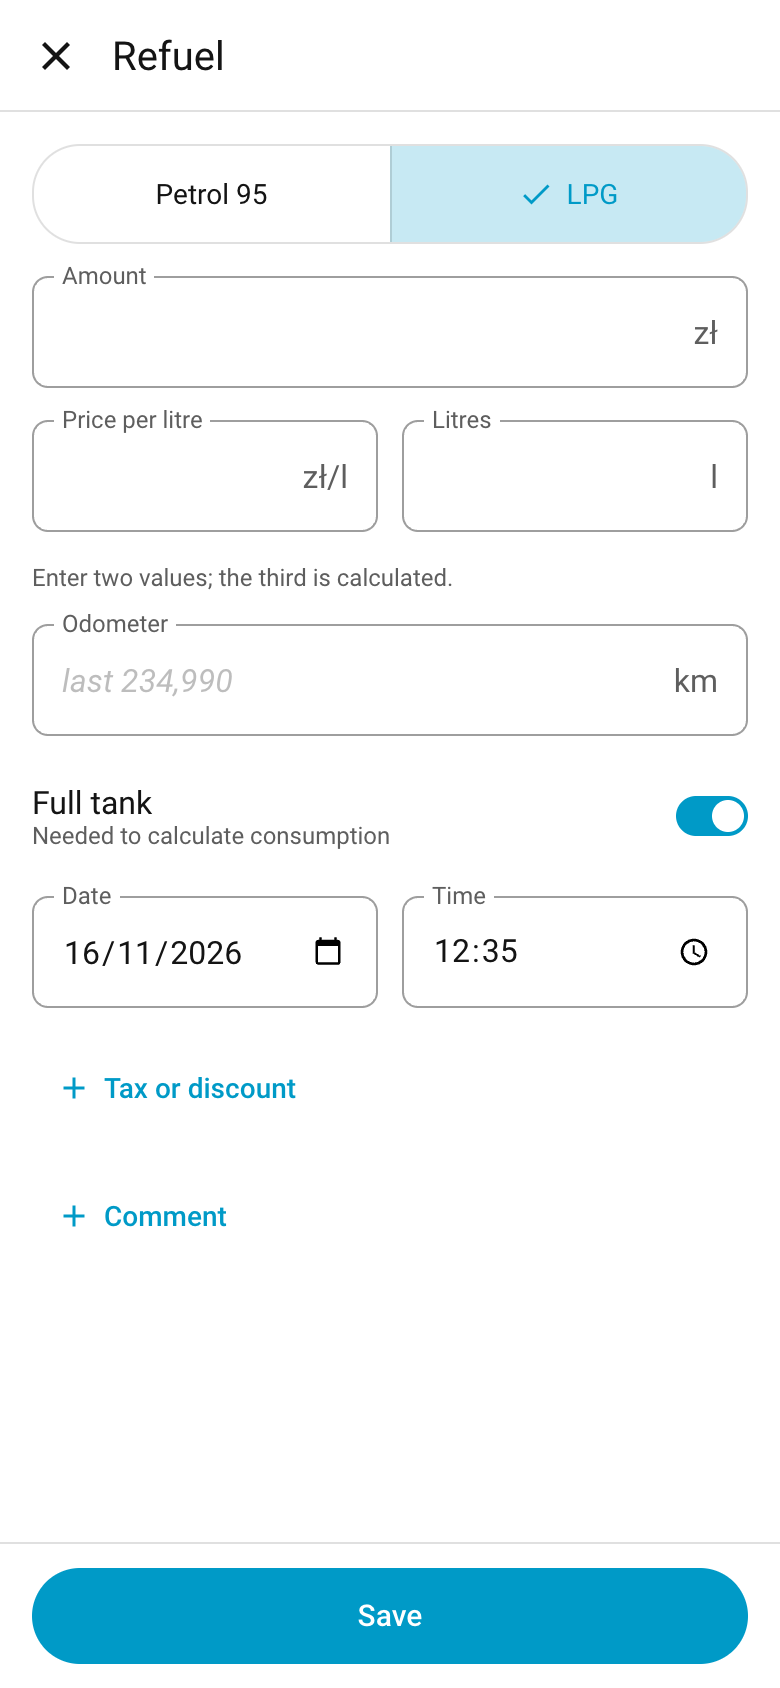 Refuel
Petrol 95
LPG
Amount
zł
Price per litre
zł/l
Litres
l
Enter two values; the third is calculated.
Odometer
last 234,990
km
Full tank
Needed to calculate consumption
Date
16/11/2026
Time
12:35
+ Tax or discount
+ Comment
Save